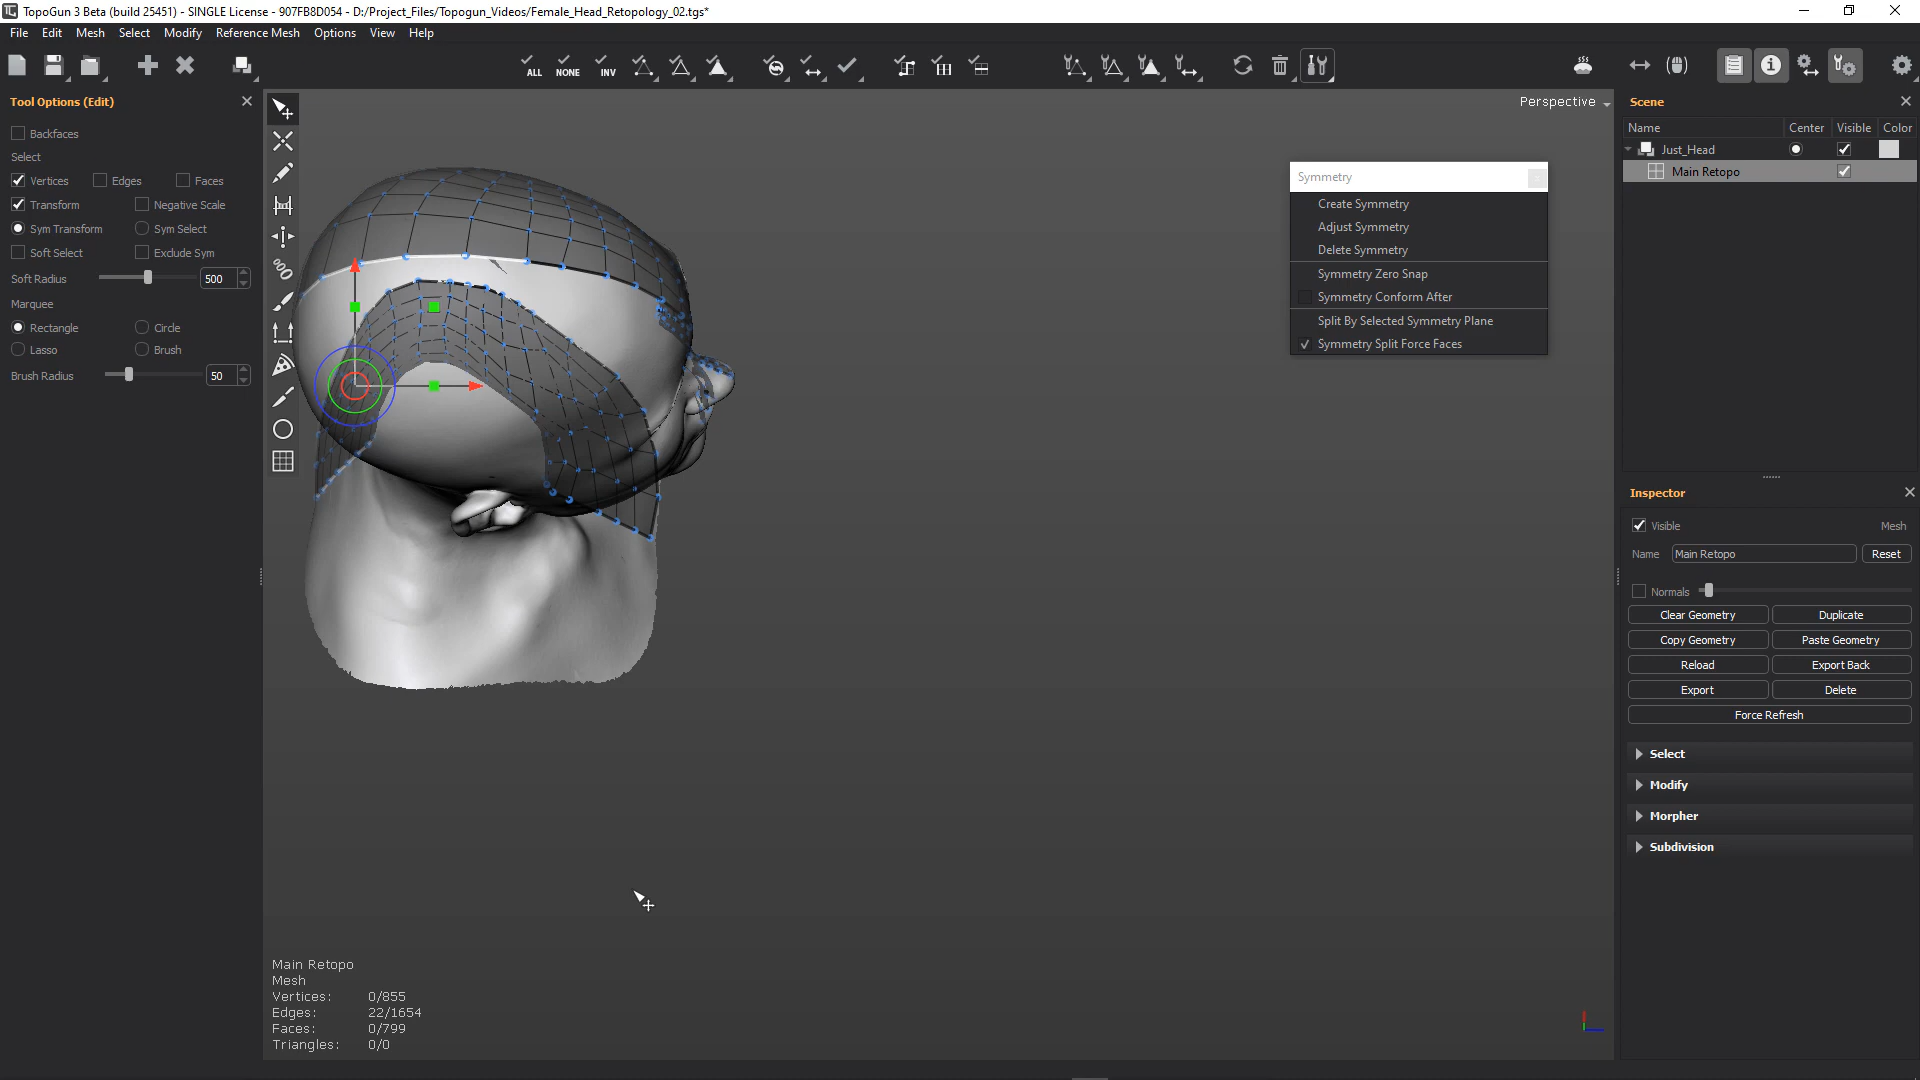 TopoGun 3 Beta (build 25451) - SINGLE License - 907FB8D054 - D:/Project_Files/Topogun_Videos/Female_Head_Retopology_02.tgs*
File Edit Mesh Select Modify Reference Mesh Options View Help
ALL NONE INV
Tool Options (Edit)
Backfaces
Select
Vertices Edges Faces
Transform Negative Scale
Sym Transform Sym Select
Soft Select Exclude Sym
Soft Radius 500
Marquee
Rectangle Circle
Lasso Brush
Brush Radius 50
Perspective
Symmetry
Create Symmetry
Adjust Symmetry
Delete Symmetry
Symmetry Zero Snap
Symmetry Conform After
Split By Selected Symmetry Plane
Symmetry Split Force Faces
Main Retopo
Mesh
Vertices: 0/855
Edges: 22/1654
Faces: 0/799
Triangles: 0/0
Scene
Name Center Visible Color
Just_Head
Main Retopo
Inspector
Visible Mesh
Name Main Retopo Reset
Normals
Clear Geometry Duplicate
Copy Geometry Paste Geometry
Reload Export Back
Export Delete
Force Refresh
Select
Modify
Morpher
Subdivision